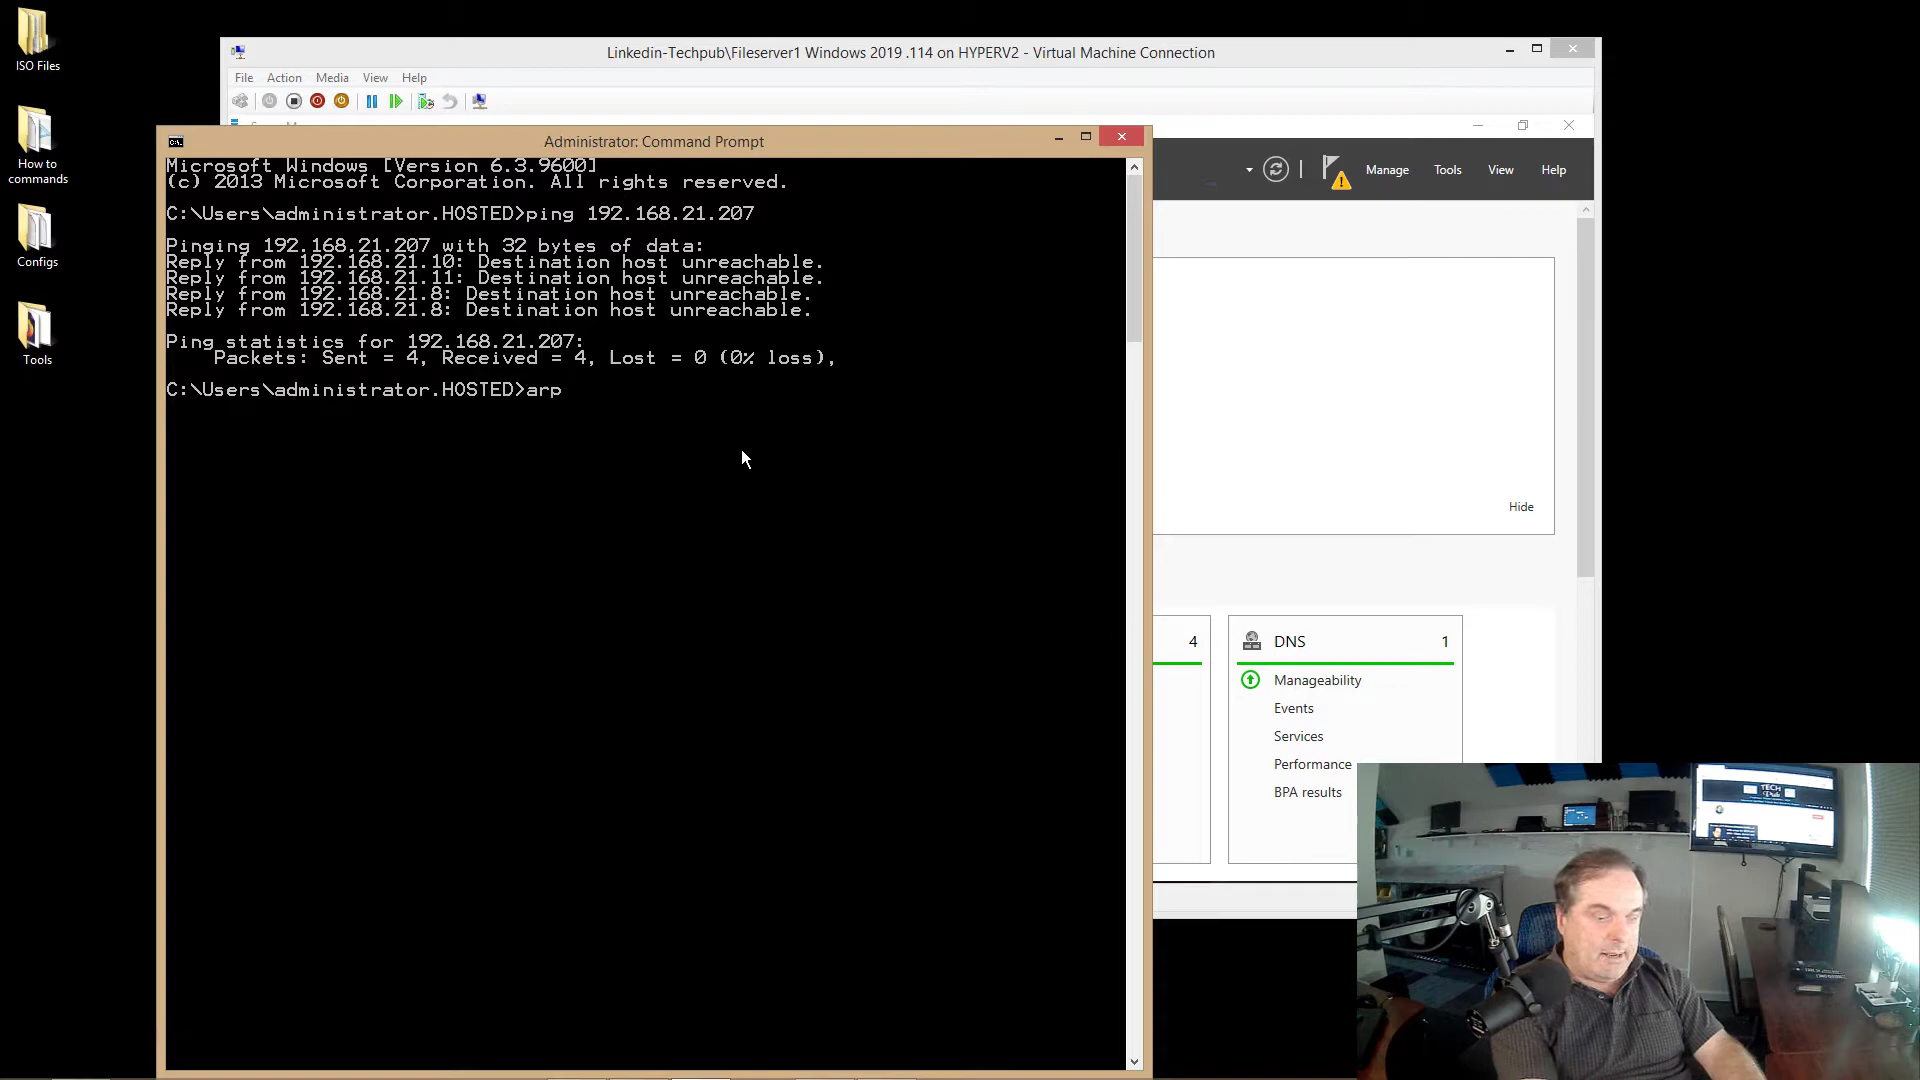 ISO Files
How to
commands
Configs
Tools
Linkedin-Techpub\Fileserver1 Windows 2019 .114 on HYPERV2 - Virtual Machine Connection
File Action Media View Help
Administrator: Command Prompt
Microsoft Windows [Version 6.3.9600]
(c) 2013 Microsoft Corporation. All rights reserved.
C:\Users\administrator.HOSTED>ping 192.168.21.207
Pinging 192.168.21.207 with 32 bytes of data:
Reply from 192.168.21.10: Destination host unreachable.
Reply from 192.168.21.11: Destination host unreachable.
Reply from 192.168.21.8: Destination host unreachable.
Reply from 192.168.21.8: Destination host unreachable.
Ping statistics for 192.168.21.207:
Packets: Sent = 4, Received = 4, Lost = 0 (0% loss),
C:\Users\administrator.HOSTED>arp
Manage Tools View Help
Hide
4
DNS 1
Manageability
Events
Services
Performance
BPA results
TECH